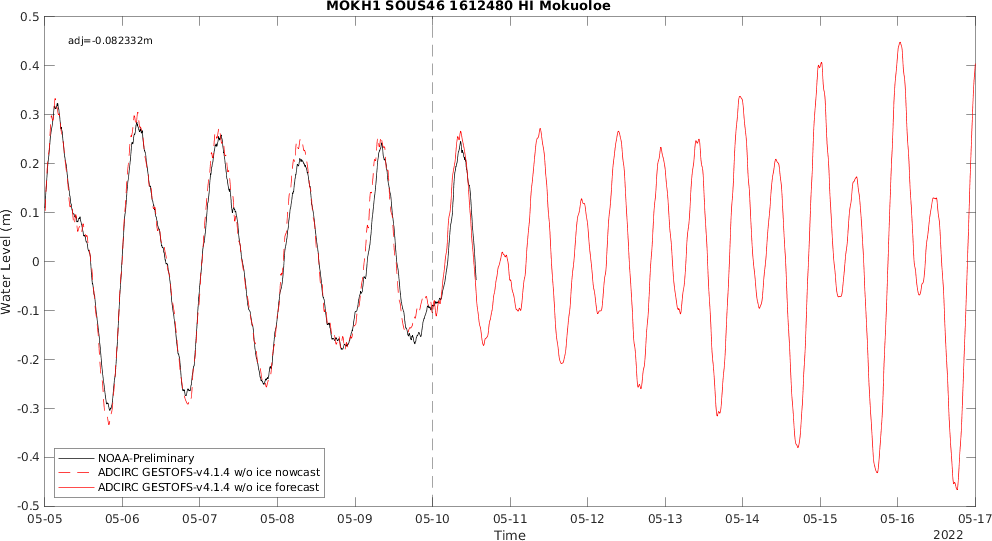 MOKH1 SOUS46 1612480 HI Mokuoloe
adj=-0.082332m
0.5
0.4
0.3
0.2
0.1
0
-0.1
-0.2
-0.3
-0.4
-0.5
Water Level (m)
NOAA-Preliminary
ADCIRC GESTOFS-v4.1.4 w/o ice nowcast
ADCIRC GESTOFS-v4.1.4 w/o ice forecast
05-05 05-06 05-07 05-08 05-09 05-10 05-11 05-12 05-13 05-14 05-15 05-16 05-17
Time
2022